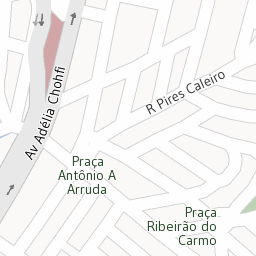 Av Adélia Chohfi
R Pires Caleiro
Praça
Antônio A
Arruda
Praça
Ribeirão do
Carmo